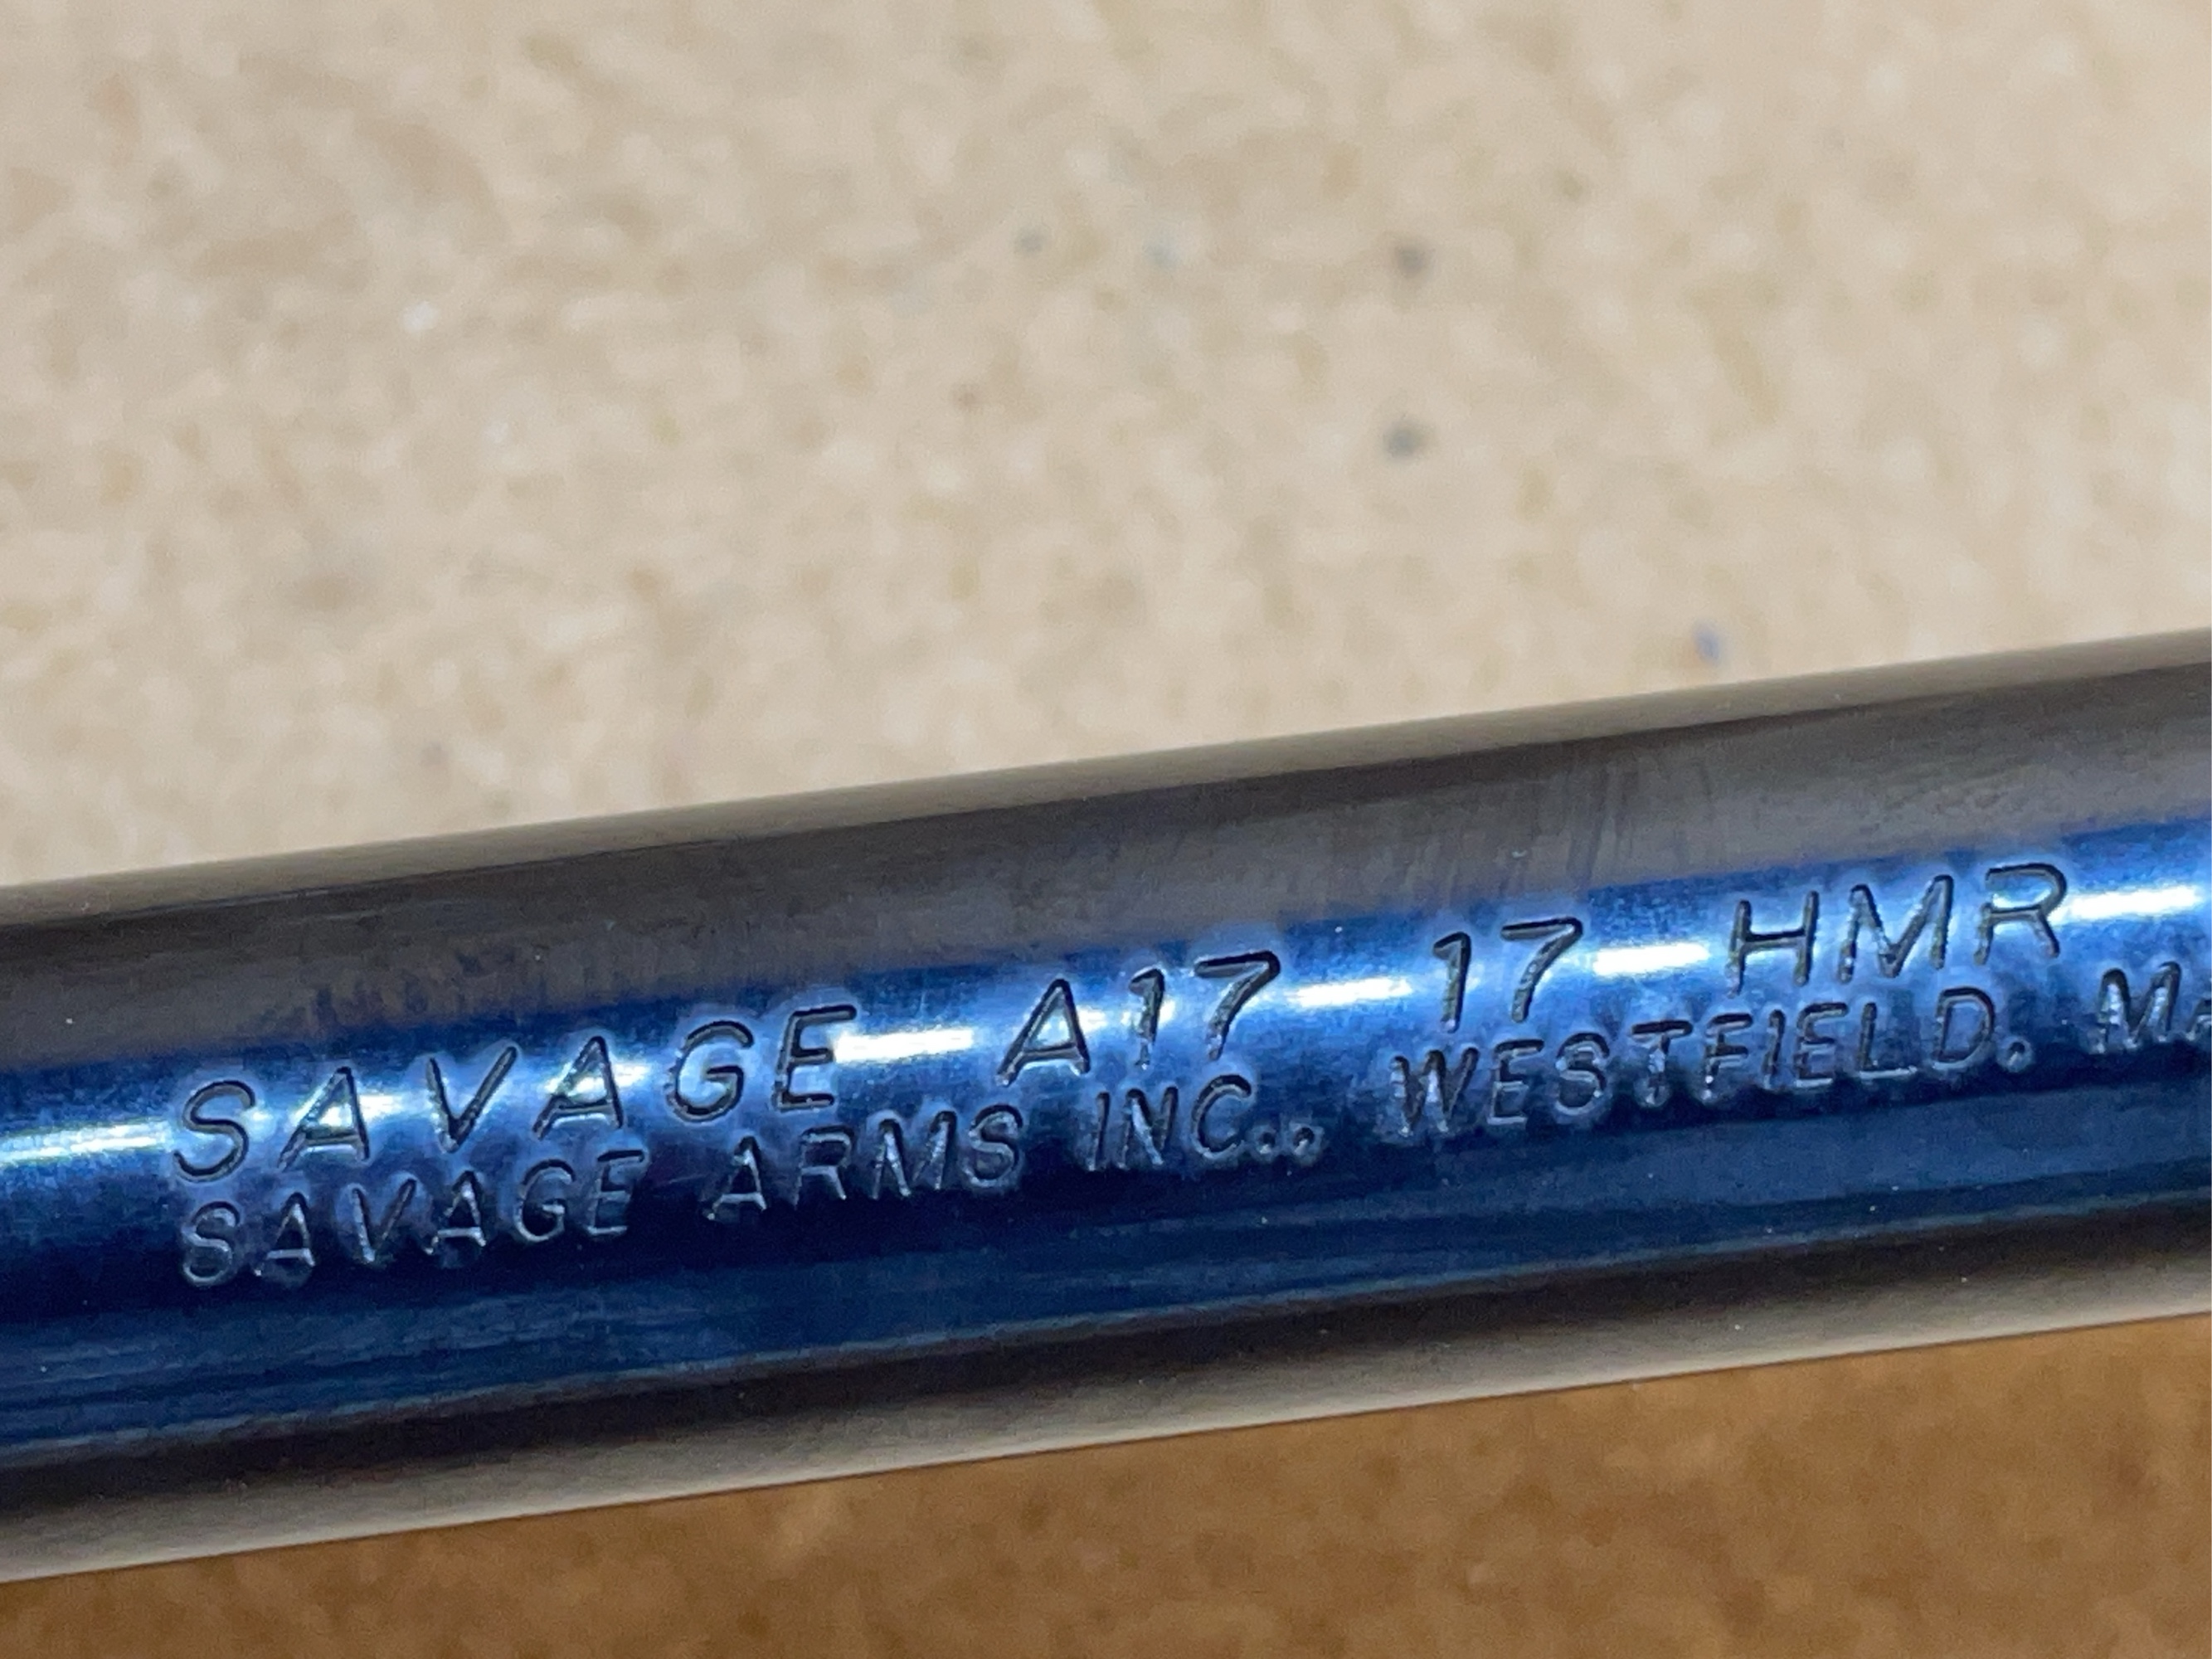 SAVAGE A17 17 HMR
SAVAGE ARMS INC., WESTFIELD, M